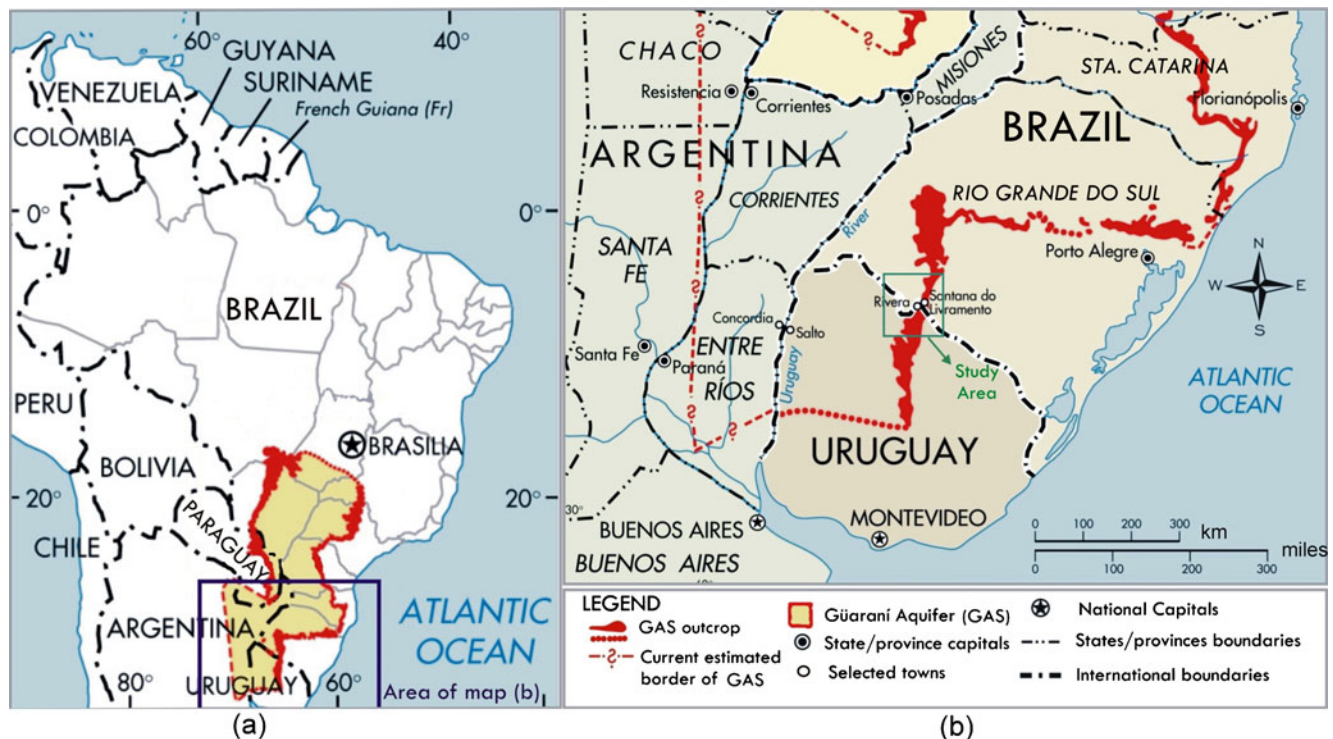 60°
40°
GUYANA
SURINAME
French Guiana (Fr)
VENEZUELA
COLOMBIA
0°
0°
BRAZIL
PERU
BRASILIA
BOLIVIA
20°
20°
PARAGUAY
CHILE
ARGENTINA
ATLANTIC
OCEAN
URUGUAY
80°
60°
Area of map (b)
(a)
CHACO
MISIONES
STA. CATARINA
Resistencia
Corrientes
Posadas
Florianópolis
BRAZIL
ARGENTINA
CORRIENTES
RIO GRANDE DO SUL
River
SANTA
FE
Porto Alegre
N
W
E
S
Rivera
Santana do
Livramento
Concordia
Salto
Santa Fe
Paraná
ENTRE
RÍOS
Uruguay
Study
Area
ATLANTIC
OCEAN
URUGUAY
30°
BUENOS AIRES
MONTEVIDEO
BUENOS AIRES
0 100 200 300
km
miles
0 100 200 300
LEGEND
GAS outcrop
Current estimated
border of GAS
Güaraní Aquifer (GAS)
State/province capitals
Selected towns
National Capitals
States/provinces boundaries
International boundaries
(b)